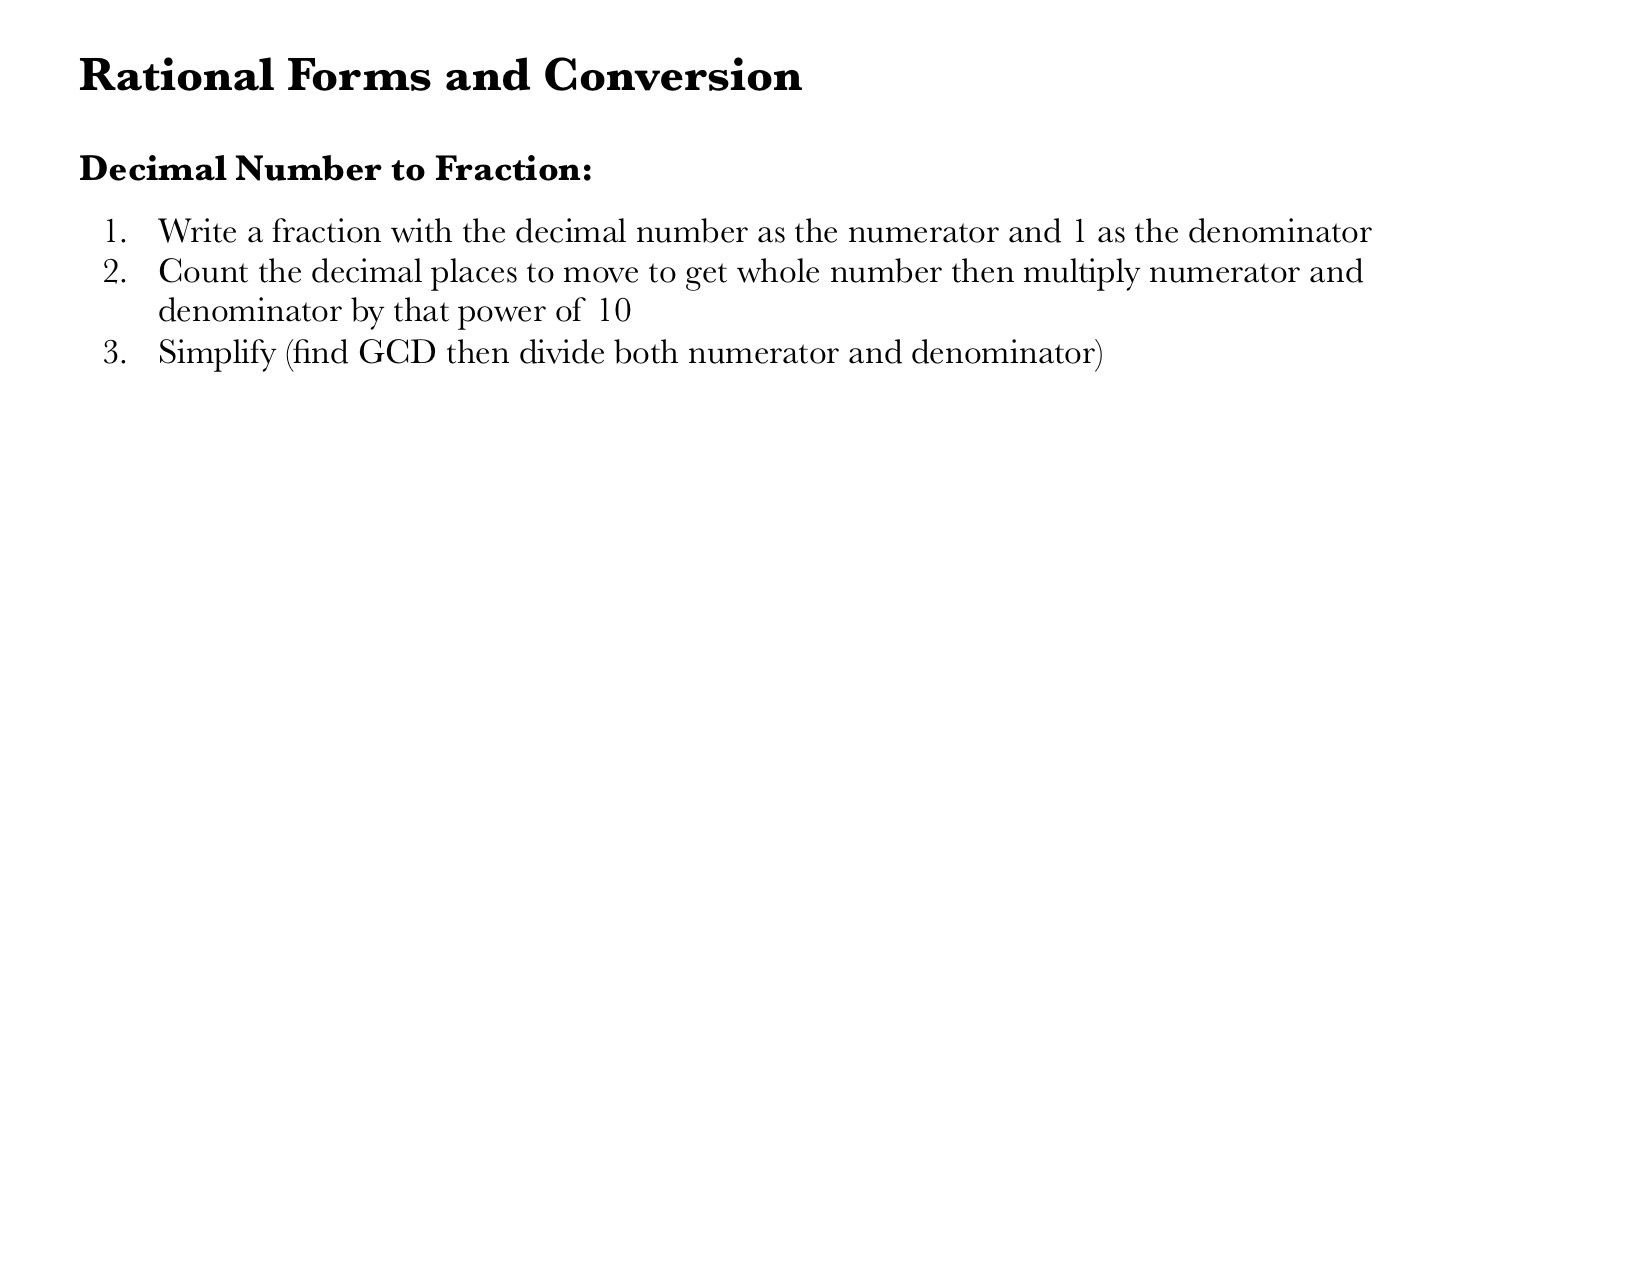 Rational Forms and Conversion
Decimal Number to Fraction:
1. Write a fraction with the decimal number as the numerator and 1 as the denominator
2. Count the decimal places to move to get whole number then multiply numerator and
denominator by that power of 10
3. Simplify (find GCD then divide both numerator and denominator)